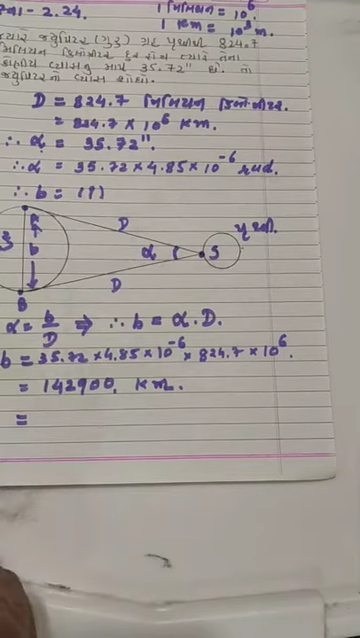 2.24.
1 મિલિયન = 10⁶
1 Km = 10³ m.
જ્યારે જ્યુપિટર (ગુરુ) ગ્રહ પૃથ્વીથી 824.7
મિલિયન કિલોમીટર દૂર હોય ત્યારે તેના
કોણીય વ્યાસનું માપ 35.72" છે. તો
જ્યુપિટરનો વ્યાસ શોધો.
D = 824.7 મિલિયન કિલોમીટર.
= 824.7 × 10⁶ Km.
∴ α = 35.72".
∴ α = 35.72 × 4.85 × 10⁻⁶ rad.
∴ b = (?)
A D પૃથ્વી.
b α S
D
B
α = b/D ⇒ ∴ b = α.D.
b = 35.72 × 4.85 × 10⁻⁶ × 824.7 × 10⁶.
= 142900. Km.
=